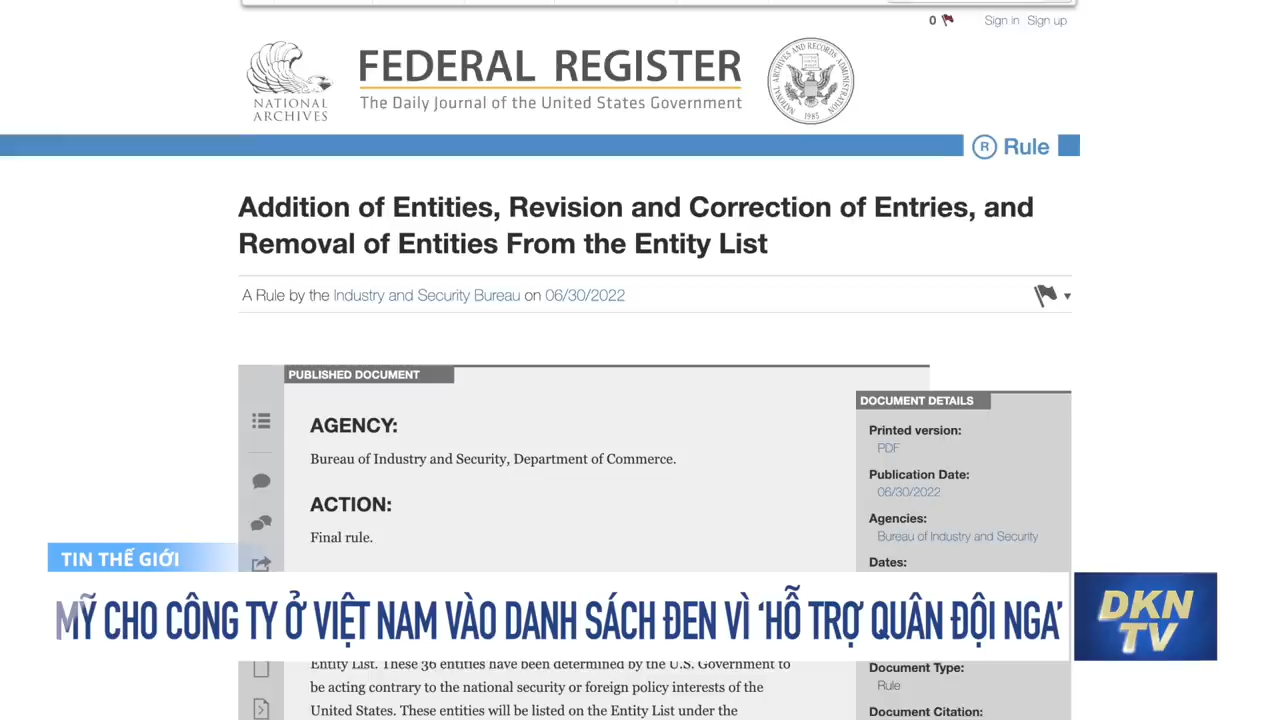 0
Sign in Sign up
NATIONAL
ARCHIVES
FEDERAL REGISTER
The Daily Journal of the United States Government
NATIONAL ARCHIVES AND RECORDS ADMINISTRATION
1985
R Rule
Addition of Entities, Revision and Correction of Entries, and
Removal of Entities From the Entity List
A Rule by the Industry and Security Bureau on 06/30/2022
PUBLISHED DOCUMENT
AGENCY:
Bureau of Industry and Security, Department of Commerce.
ACTION:
Final rule.
DOCUMENT DETAILS
Printed version:
PDF
Publication Date:
06/30/2022
Agencies:
Bureau of Industry and Security
Dates:
TIN THẾ GIỚI
MỸ CHO CÔNG TY Ở VIỆT NAM VÀO DANH SÁCH ĐEN VÌ ‘HỖ TRỢ QUÂN ĐỘI NGA’
DKN
TV
Entity List. These 36 entities have been determined by the U.S. Government to
be acting contrary to the national security or foreign policy interests of the
United States. These entities will be listed on the Entity List under the
Document Type:
Rule
Document Citation: